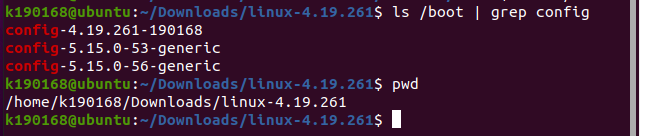 k190168@ubuntu:~/Downloads/linux-4.19.261$ ls /boot | grep config
config-4.19.261-190168
config-5.15.0-53-generic
config-5.15.0-56-generic
k190168@ubuntu:~/Downloads/linux-4.19.261$ pwd
/home/k190168/Downloads/linux-4.19.261
k190168@ubuntu:~/Downloads/linux-4.19.261$